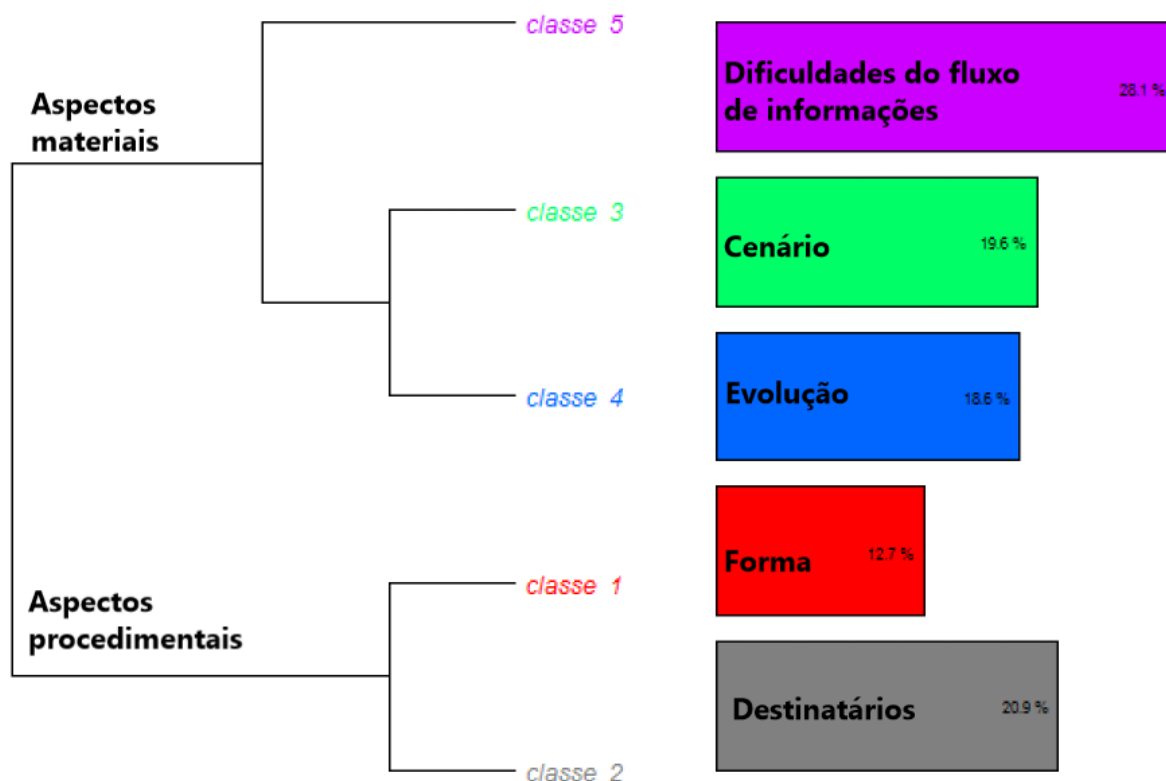 classe 5
Dificuldades do fluxo
de informações
28.1 %
Aspectos
materiais
classe 3
Cenário
19.6 %
classe 4
Evolução
18.6 %
classe 1
Forma
12.7 %
Aspectos
procedimentais
Destinatários
20.9 %
classe 2